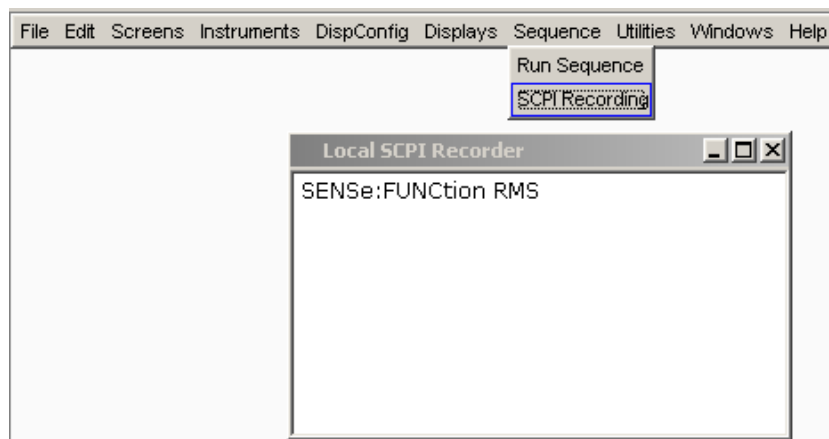 File Edit Screens Instruments DispConfig Displays Sequence Utilities Windows Help
Run Sequence
SCPI Recording
Local SCPI Recorder
SENSe:FUNCtion RMS